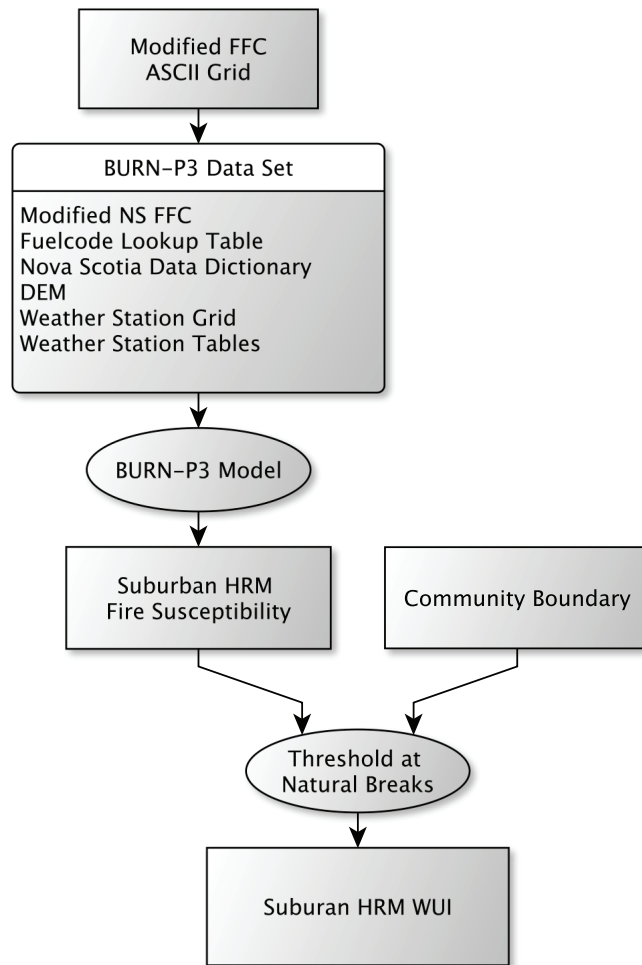 Modified FFC
ASCII Grid
BURN-P3 Data Set
Modified NS FFC
Fuelcode Lookup Table
Nova Scotia Data Dictionary
DEM
Weather Station Grid
Weather Station Tables
BURN-P3 Model
Suburban HRM
Fire Susceptibility
Community Boundary
Threshold at
Natural Breaks
Suburan HRM WUI